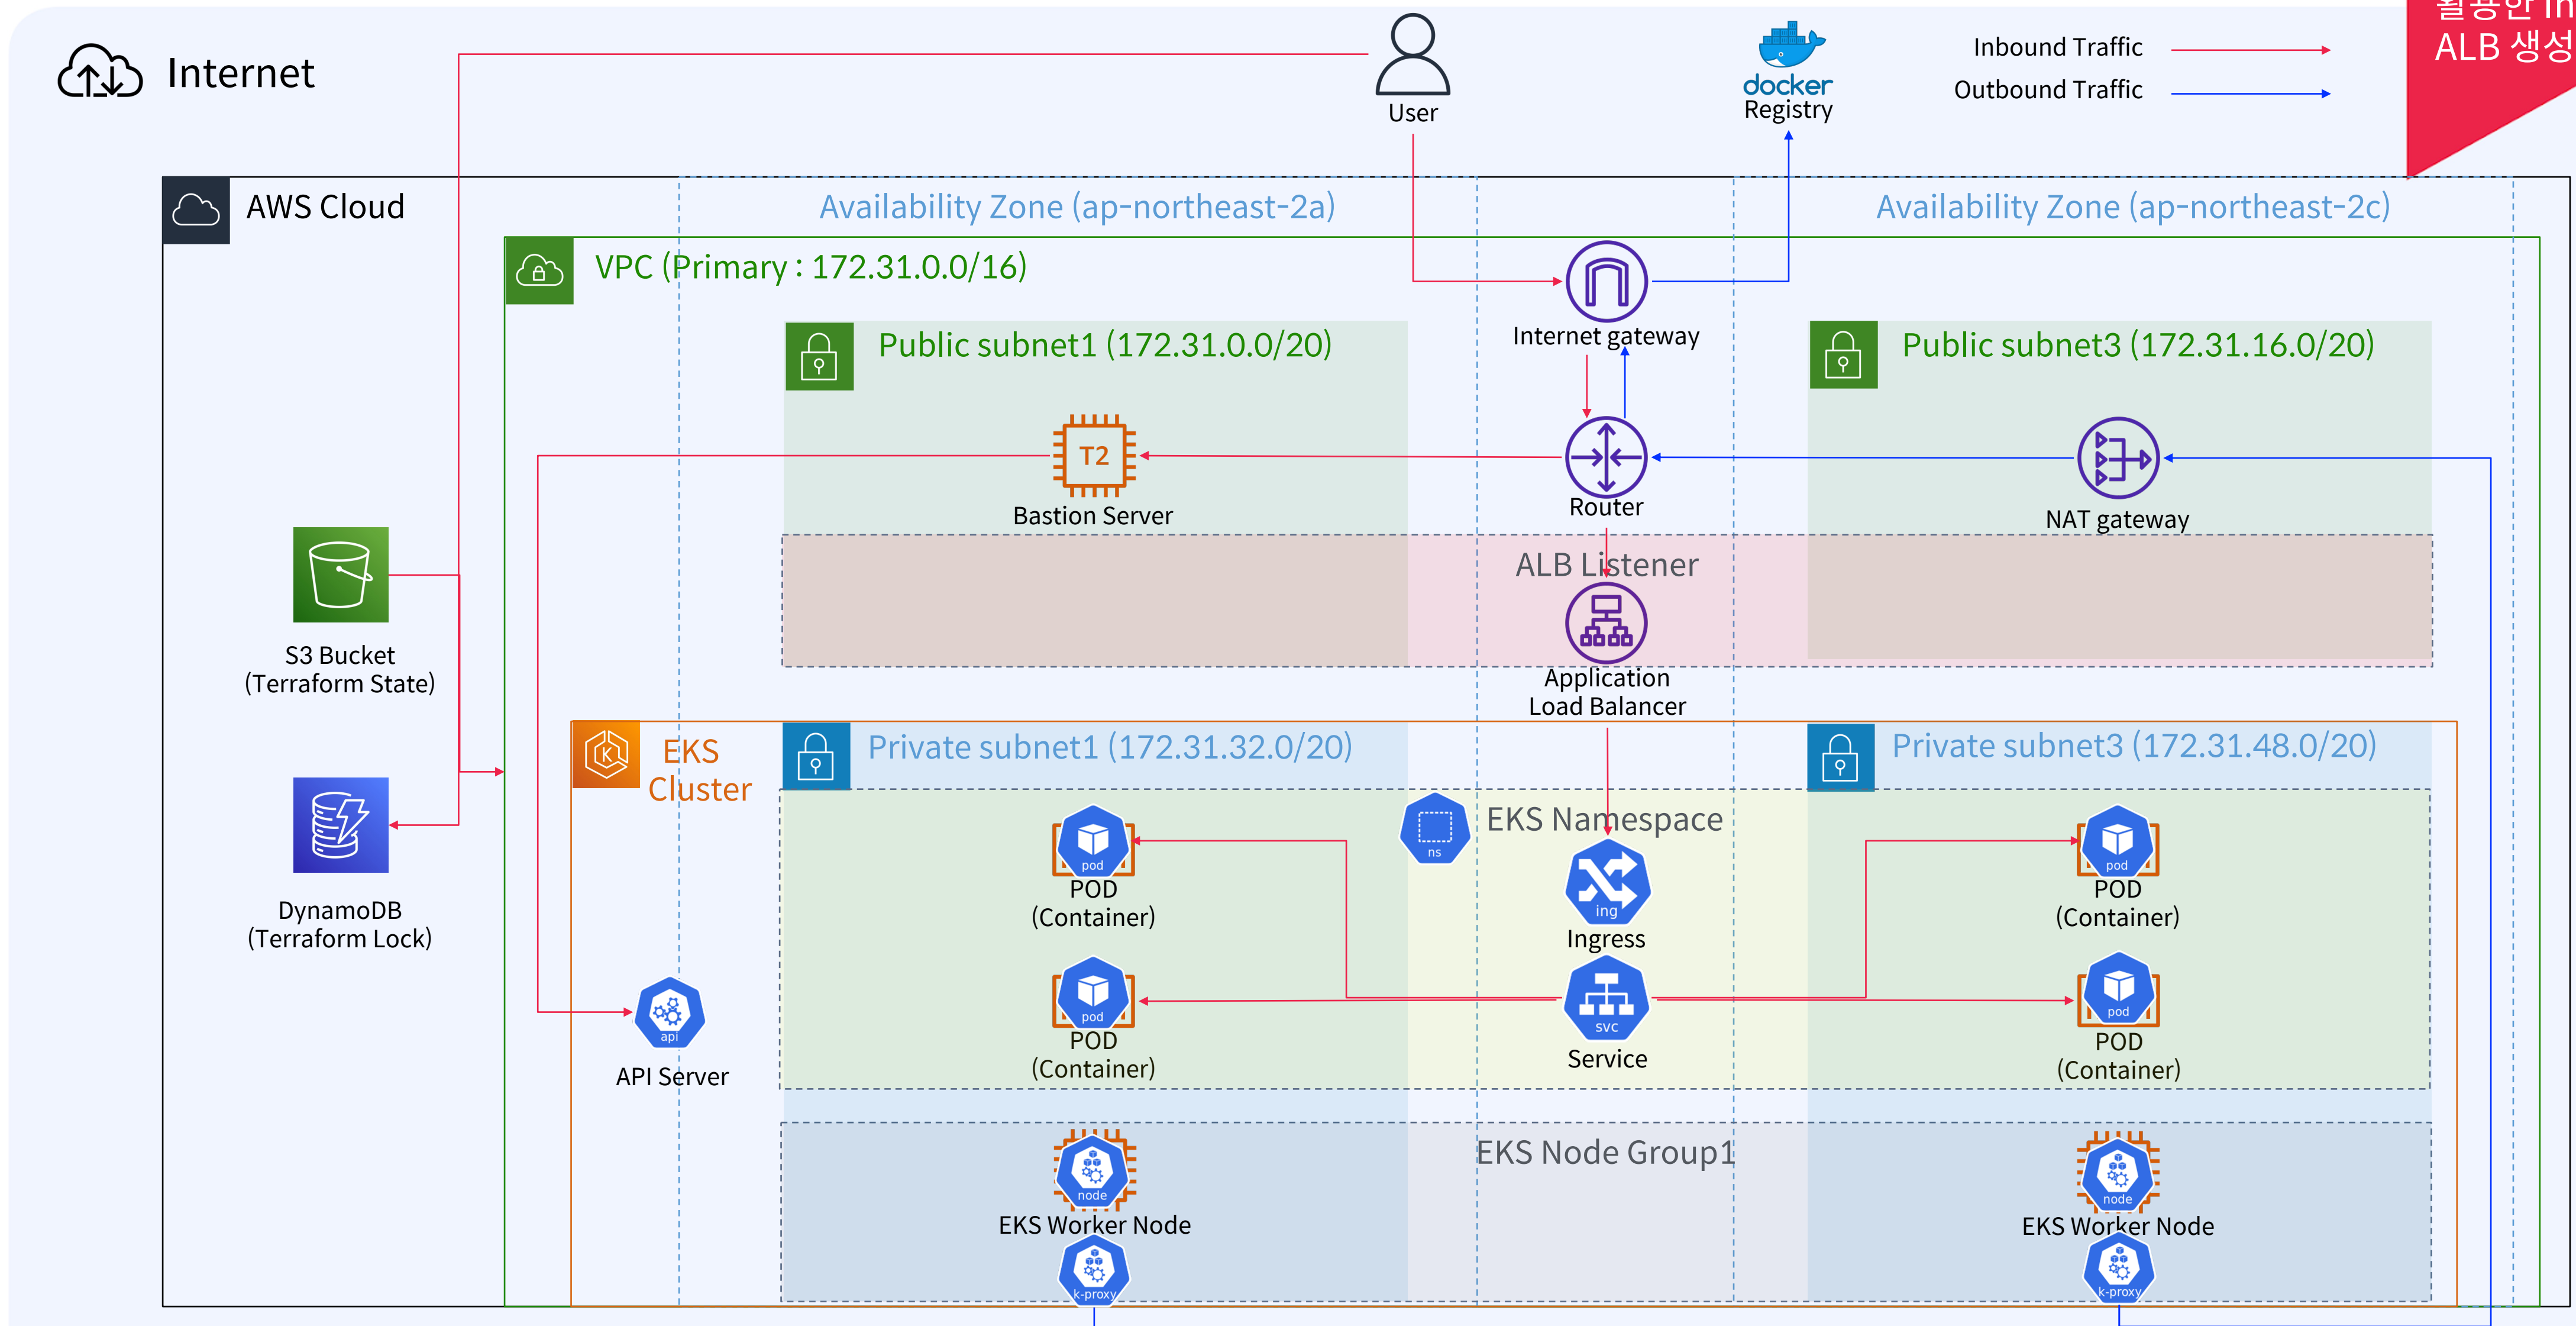 Internet
User
docker
Registry
Inbound Traffic
Outbound Traffic
ALB 생성
AWS Cloud
Availability Zone (ap-northeast-2a)
Availability Zone (ap-northeast-2c)
VPC (Primary : 172.31.0.0/16)
Internet gateway
Public subnet1 (172.31.0.0/20)
Public subnet3 (172.31.16.0/20)
T2
Bastion Server
Router
NAT gateway
ALB Listener
Application
Load Balancer
S3 Bucket
(Terraform State)
DynamoDB
(Terraform Lock)
EKS
Cluster
Private subnet1 (172.31.32.0/20)
Private subnet3 (172.31.48.0/20)
ns
EKS Namespace
pod
POD
(Container)
ing
Ingress
pod
POD
(Container)
api
API Server
pod
POD
(Container)
svc
Service
pod
POD
(Container)
EKS Node Group1
node
EKS Worker Node
k-proxy
node
EKS Worker Node
k-proxy